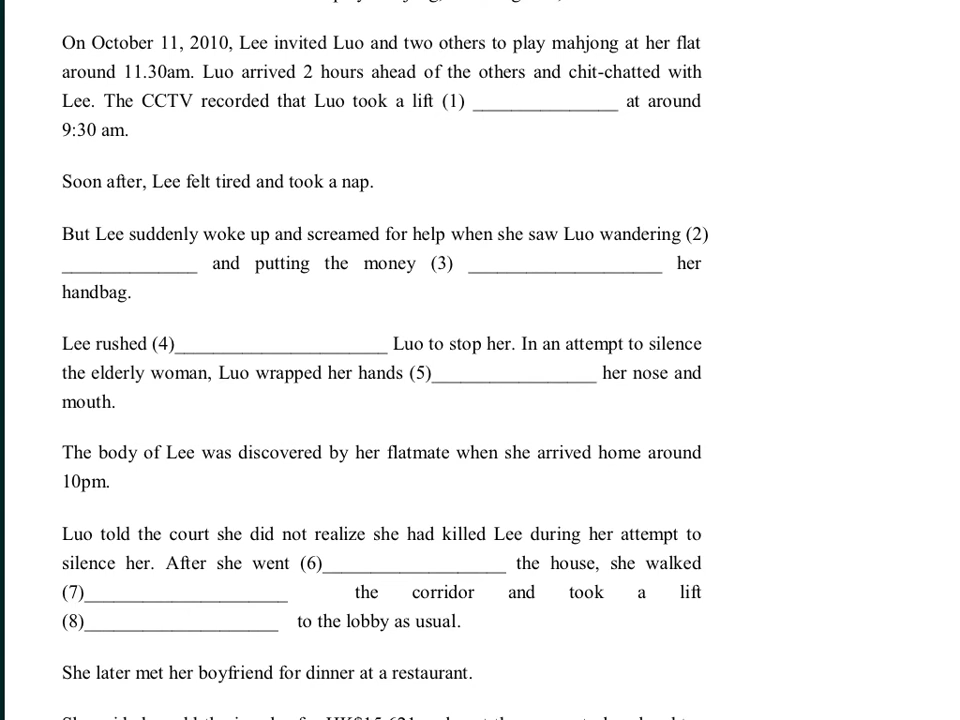 On October 11, 2010, Lee invited Luo and two others to play mahjong at her flat
around 11.30am. Luo arrived 2 hours ahead of the others and chit-chatted with
Lee. The CCTV recorded that Luo took a lift (1) _______________ at around
9:30 am.
Soon after, Lee felt tired and took a nap.
But Lee suddenly woke up and screamed for help when she saw Luo wandering (2)
______________ and putting the money (3) ____________________ her
handbag.
Lee rushed (4)______________________ Luo to stop her. In an attempt to silence
the elderly woman, Luo wrapped her hands (5)_________________ her nose and
mouth.
The body of Lee was discovered by her flatmate when she arrived home around
10pm.
Luo told the court she did not realize she had killed Lee during her attempt to
silence her. After she went (6)___________________ the house, she walked
(7)_____________________ the corridor and took a lift
(8)____________________ to the lobby as usual.
She later met her boyfriend for dinner at a restaurant.